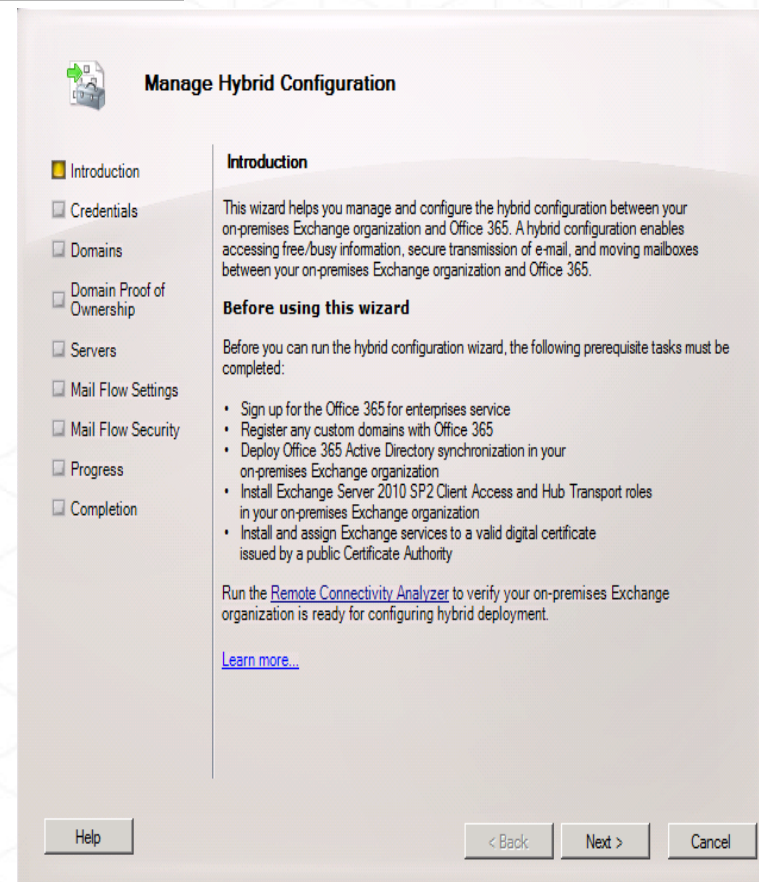 Manage Hybrid Configuration
Introduction
Credentials
Domains
Domain Proof of
Ownership
Servers
Mail Flow Settings
Mail Flow Security
Progress
Completion
Introduction
This wizard helps you manage and configure the hybrid configuration between your
on-premises Exchange organization and Office 365. A hybrid configuration enables
accessing free/busy information, secure transmission of e-mail, and moving mailboxes
between your on-premises Exchange organization and Office 365.
Before using this wizard
Before you can run the hybrid configuration wizard, the following prerequisite tasks must be
completed:
• Sign up for the Office 365 for enterprises service
• Register any custom domains with Office 365
• Deploy Office 365 Active Directory synchronization in your
on-premises Exchange organization
• Install Exchange Server 2010 SP2 Client Access and Hub Transport roles
in your on-premises Exchange organization
• Install and assign Exchange services to a valid digital certificate
issued by a public Certificate Authority
Run the Remote Connectivity Analyzer to verify your on-premises Exchange
organization is ready for configuring hybrid deployment.
Learn more...
Help
< Back
Next >
Cancel